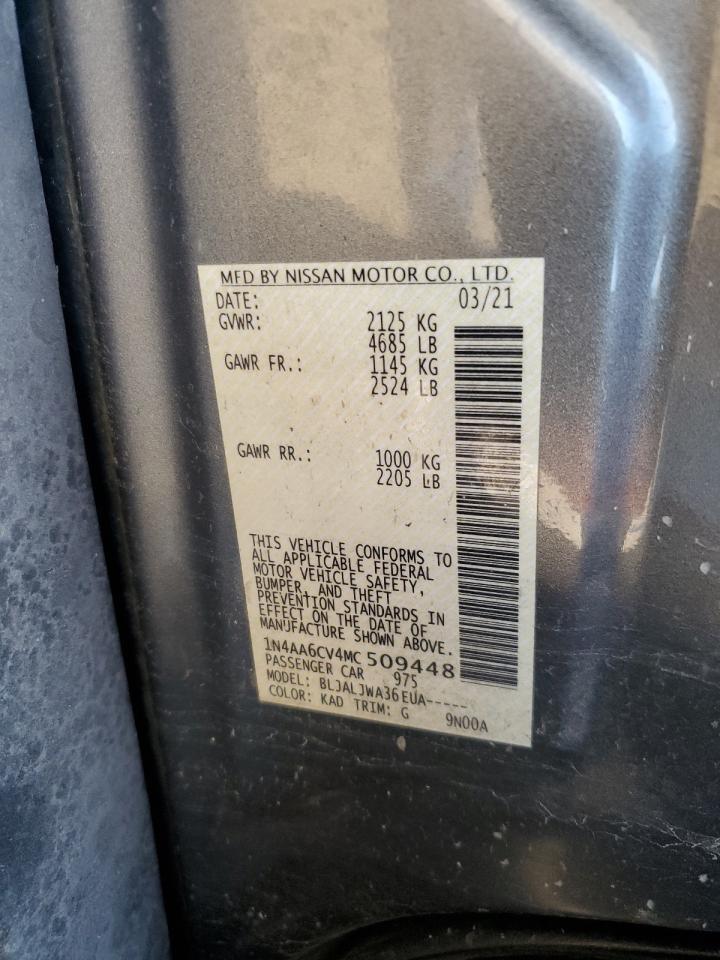 MFD BY NISSAN MOTOR CO., LTD.
DATE: 03/21
GVWR: 2125 KG
4685 LB
GAWR FR.: 1145 KG
2524 LB
GAWR RR.: 1000 KG
2205 LB
THIS VEHICLE CONFORMS TO
ALL APPLICABLE FEDERAL
MOTOR VEHICLE SAFETY,
BUMPER, AND THEFT
PREVENTION STANDARDS IN
EFFECT ON THE DATE OF
MANUFACTURE SHOWN ABOVE.
1N4AA6CV4MC509448
PASSENGER CAR 975
MODEL: BLJALJWA36EUA------
COLOR: KAD TRIM: G 9N00A